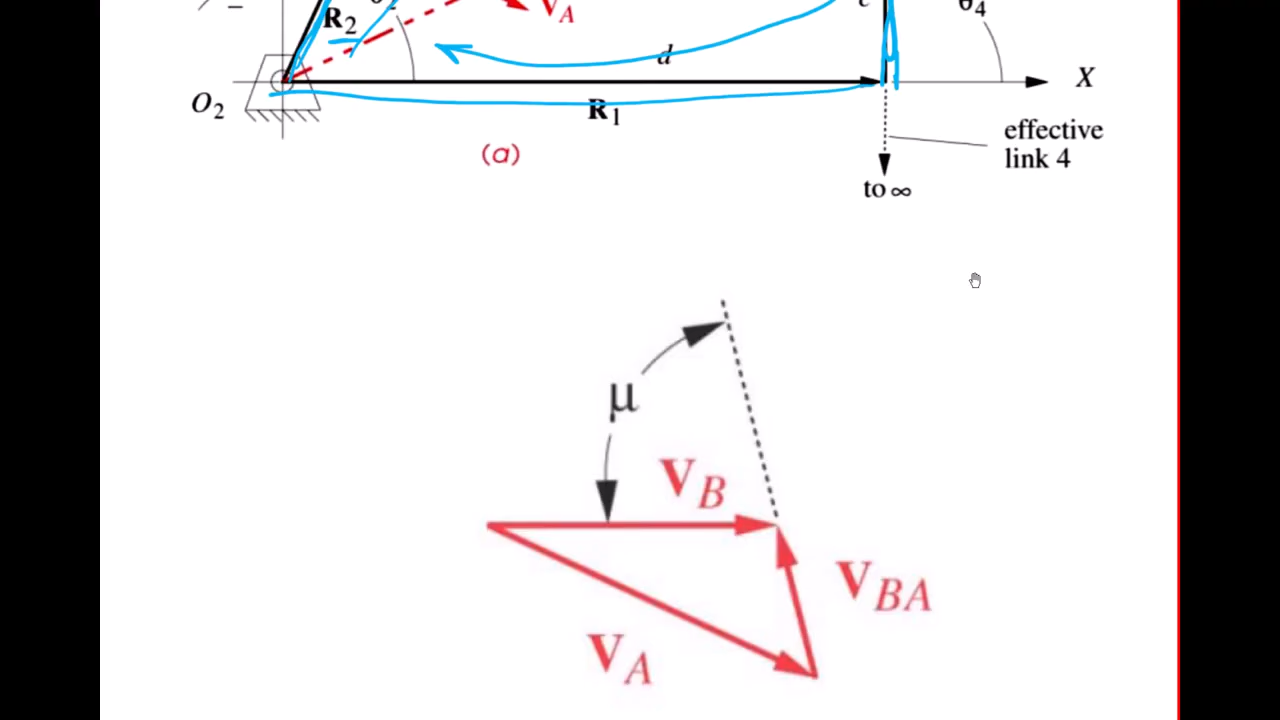 R2
VA
c
θ4
d
X
O2
R1
effective
link 4
(a)
to ∞
μ
VB
VBA
VA